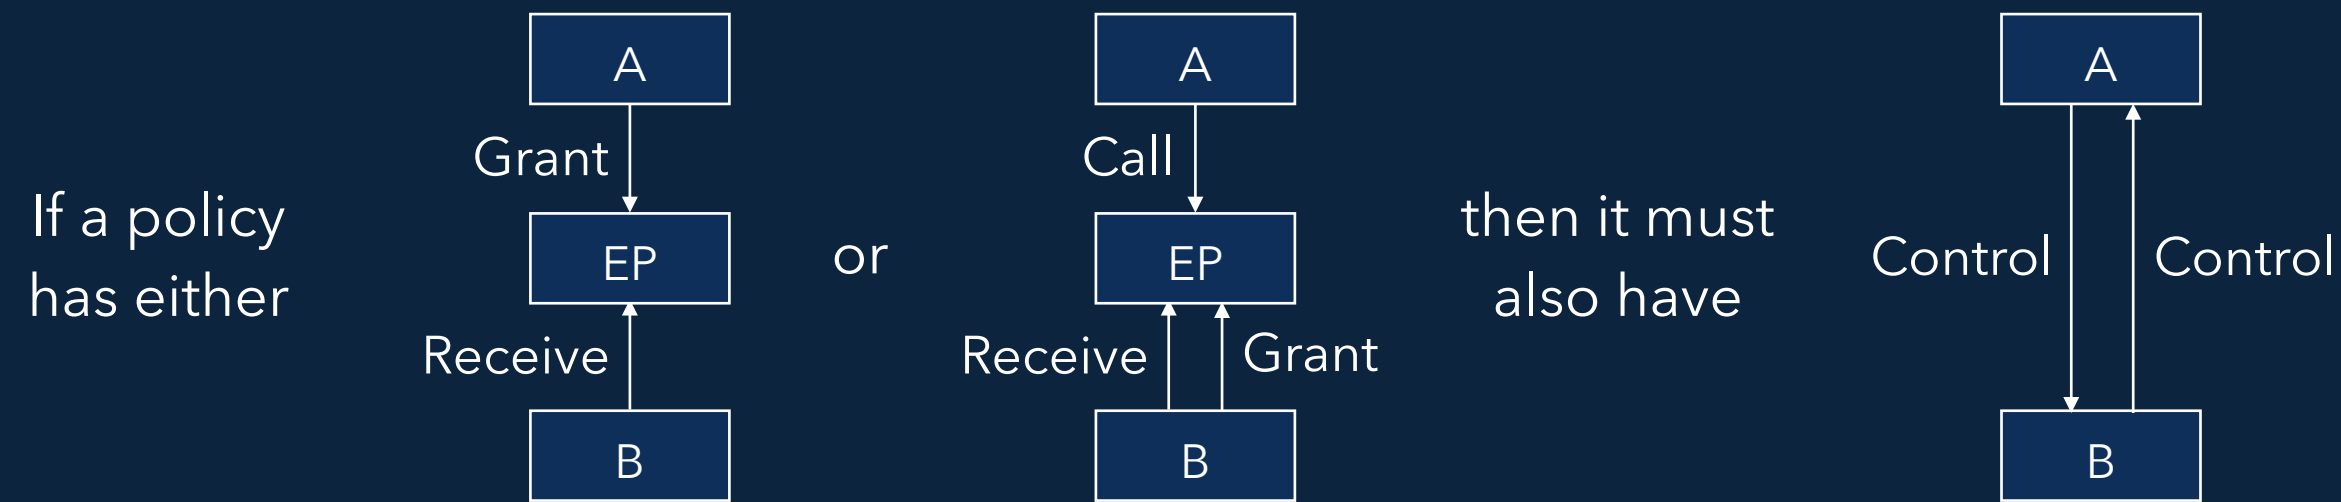 If a policy
has either
A
Grant
EP
Receive
B
or
A
Call
EP
Receive
Grant
B
then it must
also have
A
Control
Control
B